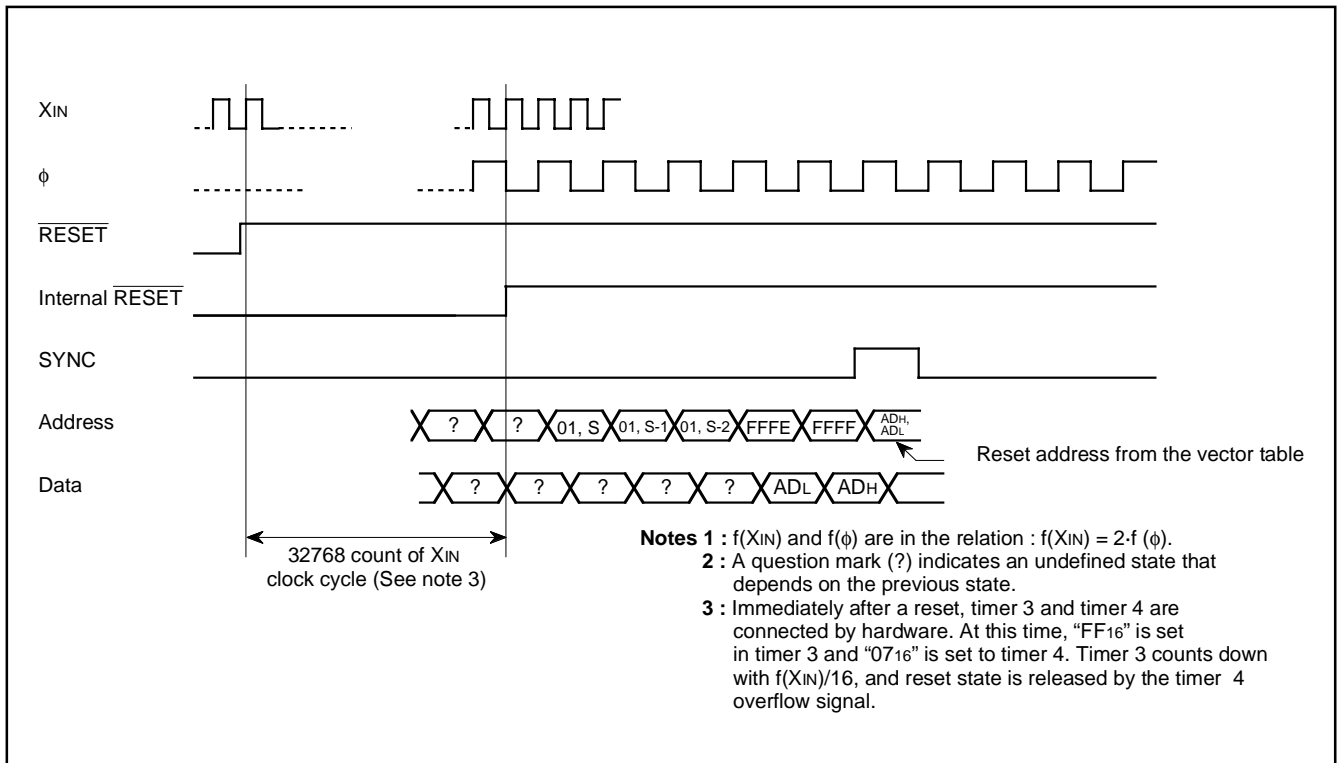 XIN
ϕ
RESET
Internal RESET
SYNC
Address
? ? 01, S 01, S-1 01, S-2 FFFE FFFF ADH, ADL
Reset address from the vector table
Data
? ? ? ? ? ADL ADH
32768 count of XIN
clock cycle (See note 3)
Notes 1 : f(XIN) and f(ϕ) are in the relation : f(XIN) = 2·f (ϕ).
2 : A question mark (?) indicates an undefined state that
depends on the previous state.
3 : Immediately after a reset, timer 3 and timer 4 are
connected by hardware. At this time, “FF16” is set
in timer 3 and “0716” is set to timer 4. Timer 3 counts down
with f(XIN)/16, and reset state is released by the timer 4
overflow signal.